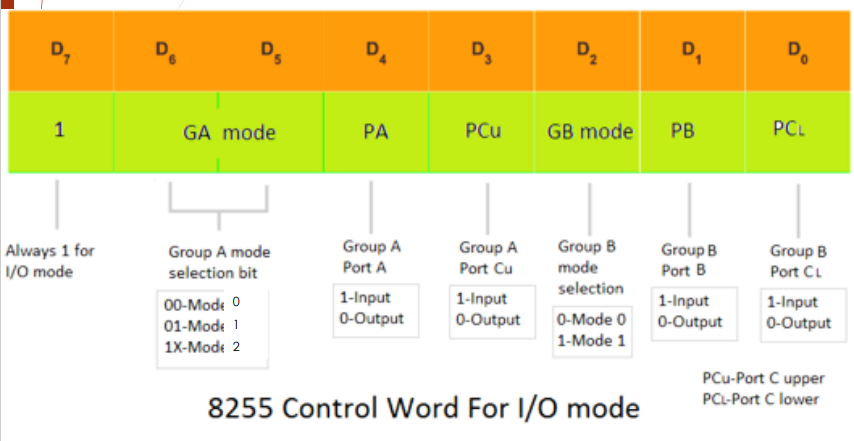 D7 D6 D5 D4 D3 D2 D1 D0
1 GA mode PA PCu GB mode PB PCL
Always 1 for
I/O mode
Group A mode
selection bit
00-Mode 0
01-Mode 1
1X-Mode 2
Group A
Port A
1-Input
0-Output
Group A
Port Cu
1-Input
0-Output
Group B
mode
selection
0-Mode 0
1-Mode 1
Group B
Port B
1-Input
0-Output
Group B
Port CL
1-Input
0-Output
PCu-Port C upper
PCL-Port C lower
8255 Control Word For I/O mode